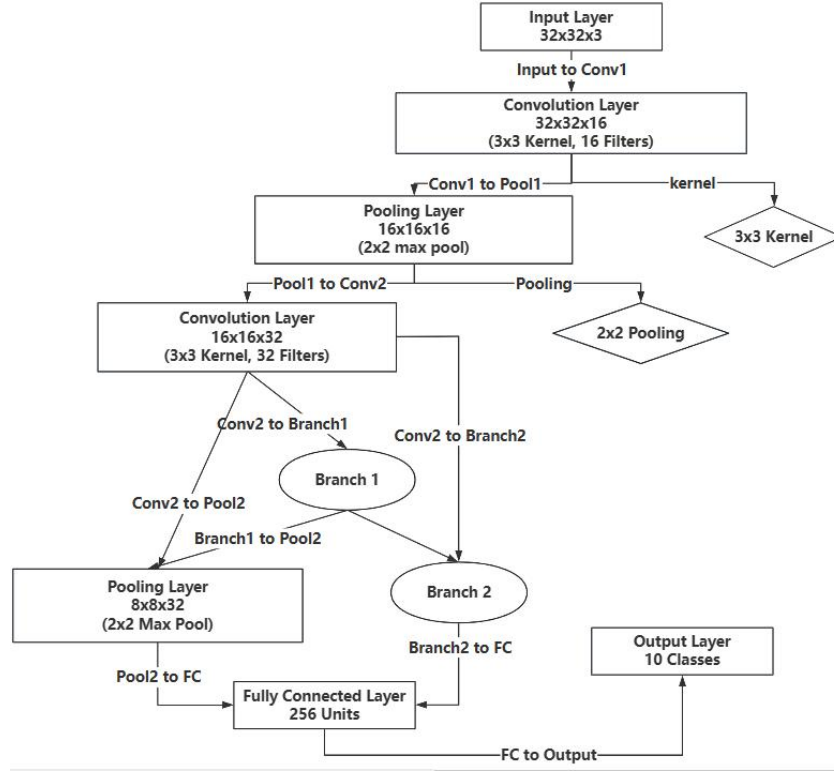 Input Layer
32x32x3
Input to Conv1
Convolution Layer
32x32x16
(3x3 Kernel, 16 Filters)
Conv1 to Pool1
kernel
Pooling Layer
16x16x16
(2x2 max pool)
3x3 Kernel
Pool1 to Conv2
Pooling
Convolution Layer
16x16x32
(3x3 Kernel, 32 Filters)
2x2 Pooling
Conv2 to Branch1
Conv2 to Branch2
Branch 1
Conv2 to Pool2
Branch1 to Pool2
Pooling Layer
8x8x32
(2x2 Max Pool)
Branch 2
Branch2 to FC
Output Layer
10 Classes
Pool2 to FC
Fully Connected Layer
256 Units
FC to Output